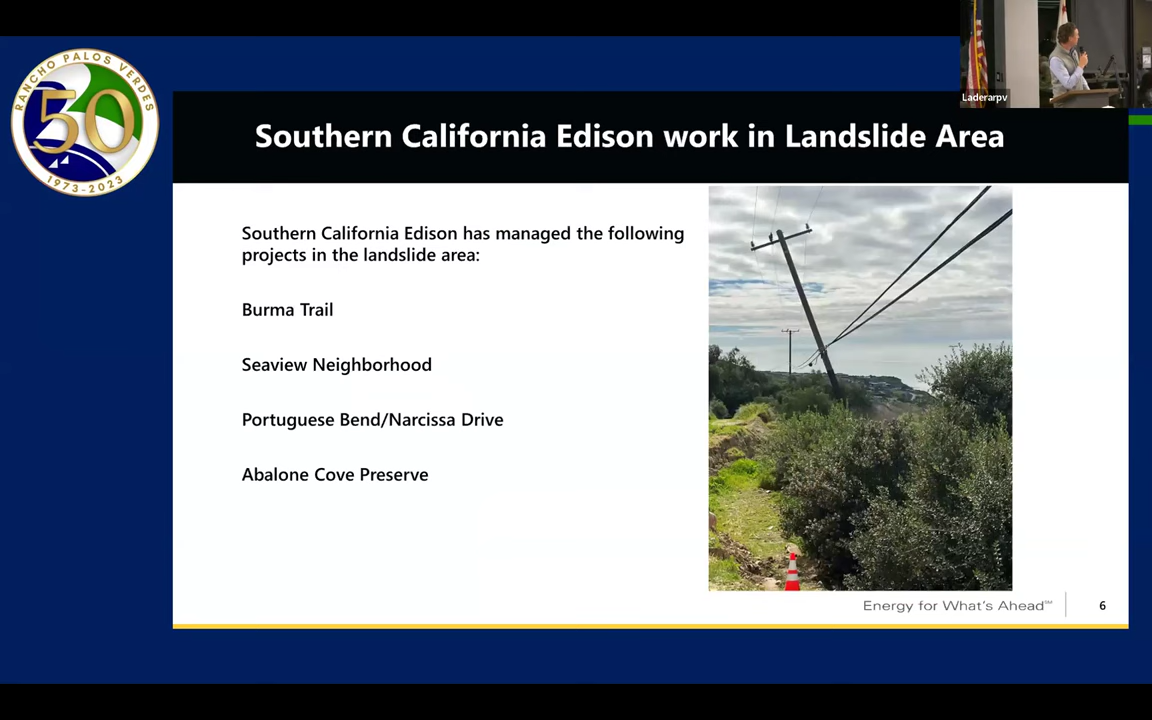 RANCHO PALOS VERDES
50
1973-2023
Laderarpv
Southern California Edison work in Landslide Area
Southern California Edison has managed the following
projects in the landslide area:
Burma Trail
Seaview Neighborhood
Portuguese Bend/Narcissa Drive
Abalone Cove Preserve
Energy for What's Ahead℠
6